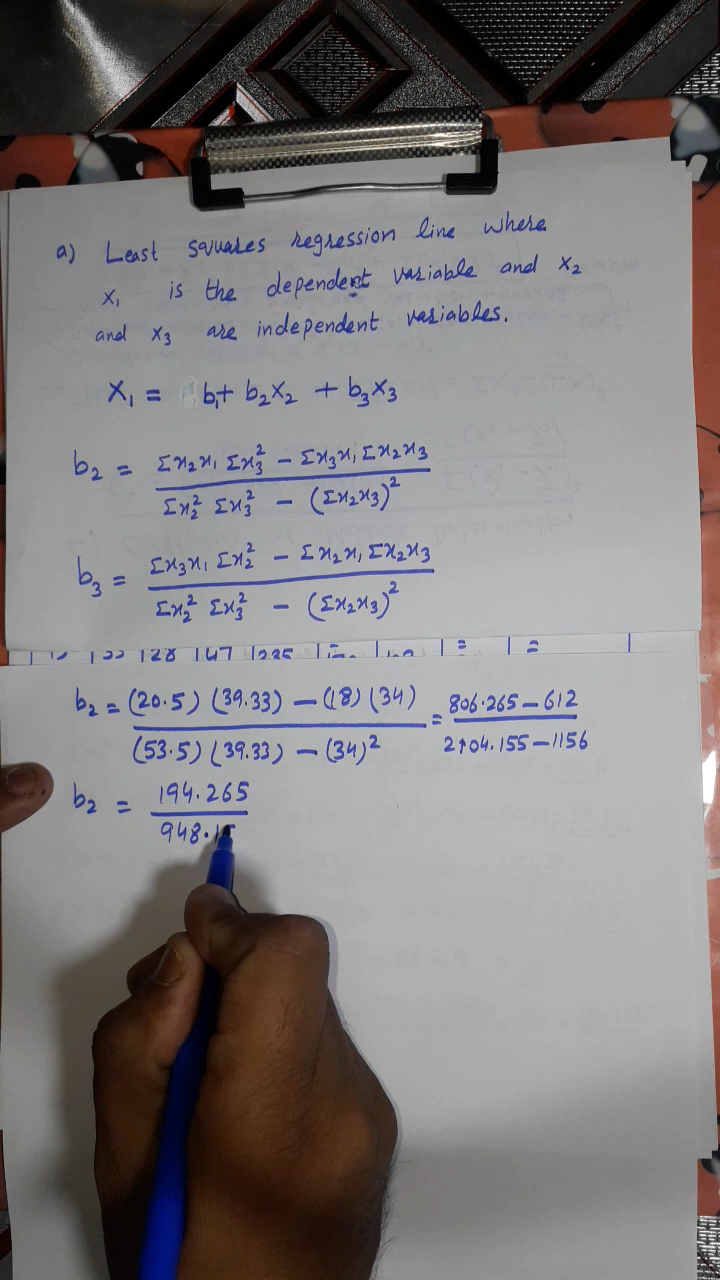 a) Least squares regression line where
x₁ is the dependent variable and x₂
and x₃ are independent variables.
X₁ = b₁ + b₂X₂ + b₃X₃
b₂ = (Σx₂x₁ Σx₃² − Σx₃x₁ Σx₂x₃) / (Σx₂² Σx₃² − (Σx₂x₃)²)
b₃ = (Σx₃x₁ Σx₂² − Σx₂x₁ Σx₂x₃) / (Σx₂² Σx₃² − (Σx₂x₃)²)
128 147
b₂ = ((20.5) (39.33) − (18) (34)) / ((53.5) (39.33) − (34)²) = (806.265 − 612) / (2104.155 − 1156)
b₂ = 194.265 / 948.15